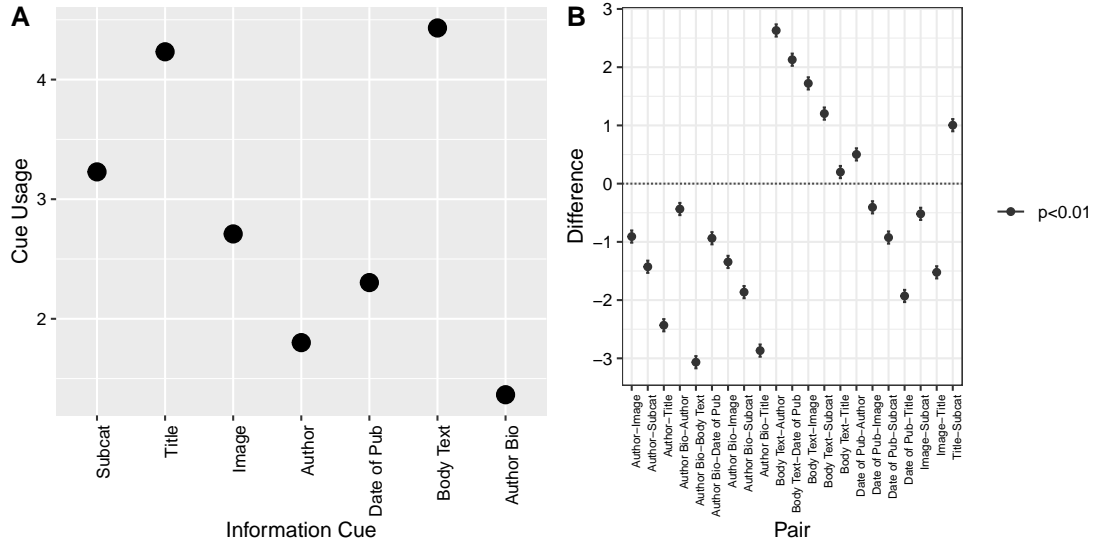 A
Cue Usage
4
3
2
Subcat
Title
Image
Author
Date of Pub
Body Text
Author Bio
Information Cue
B
Difference
3
2
1
0
−1
−2
−3
Author−Image
Author−Subcat
Author−Title
Author Bio−Author
Author Bio−Body Text
Author Bio−Date of Pub
Author Bio−Image
Author Bio−Subcat
Author Bio−Title
Body Text−Author
Body Text−Date of Pub
Body Text−Image
Body Text−Subcat
Body Text−Title
Date of Pub−Author
Date of Pub−Image
Date of Pub−Subcat
Date of Pub−Title
Image−Subcat
Image−Title
Title−Subcat
Pair
p<0.01